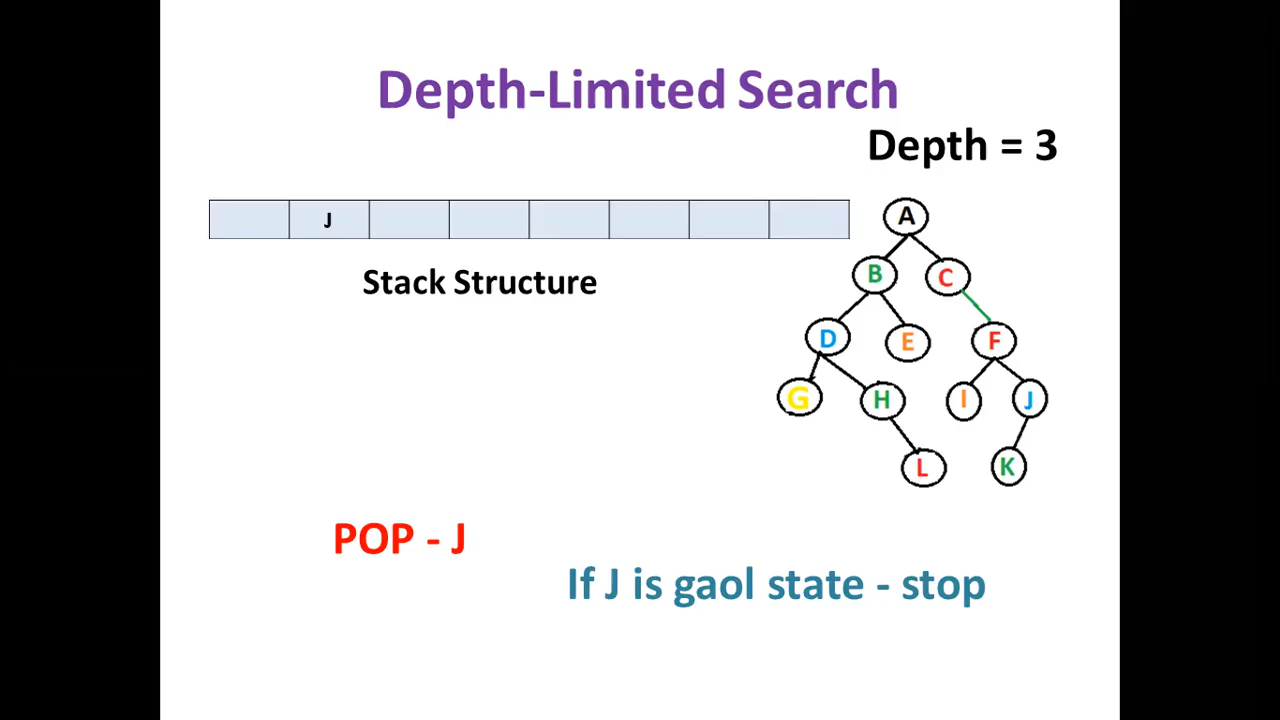 Depth-Limited Search
Depth = 3
J
Stack Structure
A
B C
D E F
G H I J
L K
POP - J
If J is gaol state - stop